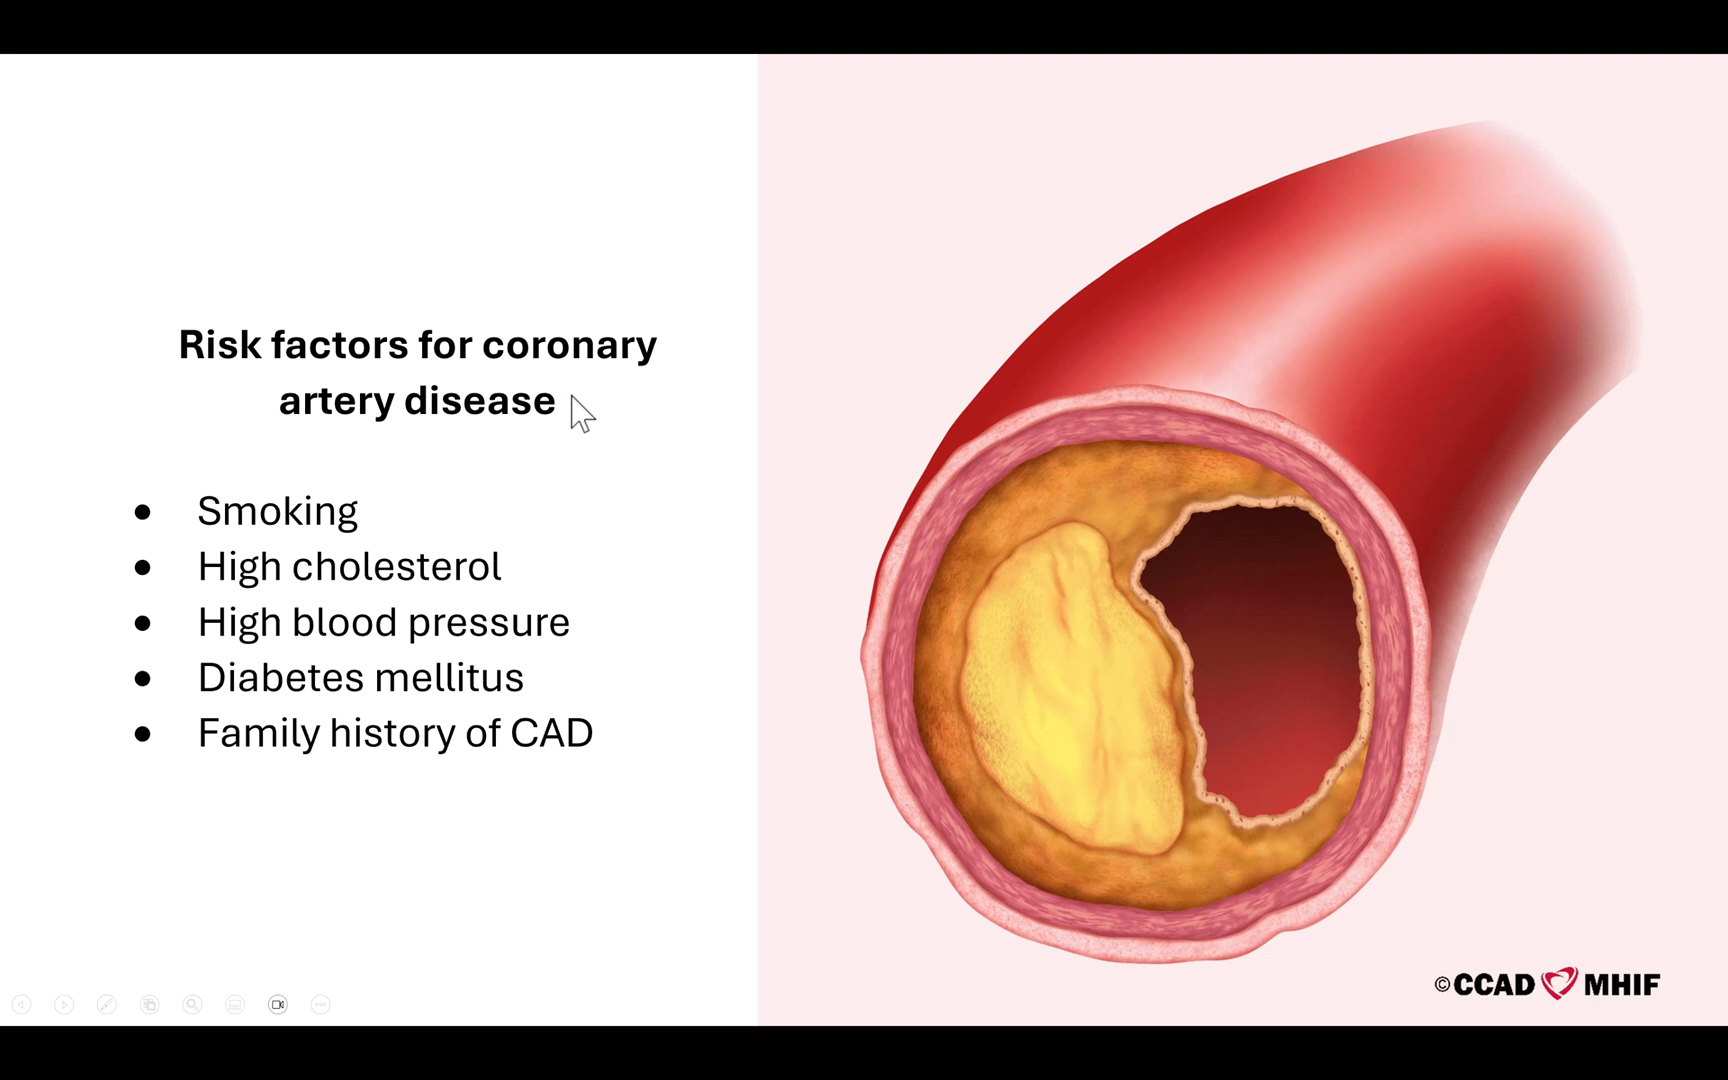 Risk factors for coronary
artery disease
• Smoking
• High cholesterol
• High blood pressure
• Diabetes mellitus
• Family history of CAD
©CCAD MHIF